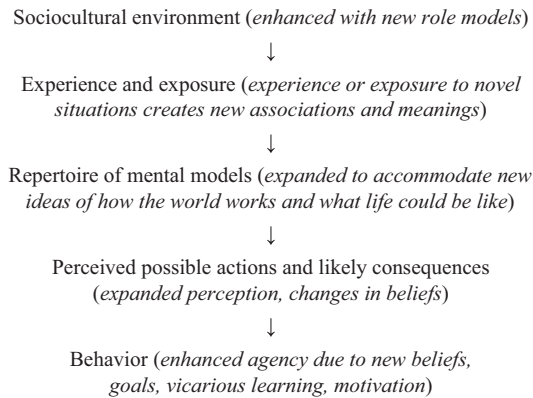 Sociocultural environment (enhanced with new role models)
↓
Experience and exposure (experience or exposure to novel
situations creates new associations and meanings)
↓
Repertoire of mental models (expanded to accommodate new
ideas of how the world works and what life could be like)
↓
Perceived possible actions and likely consequences
(expanded perception, changes in beliefs)
↓
Behavior (enhanced agency due to new beliefs,
goals, vicarious learning, motivation)